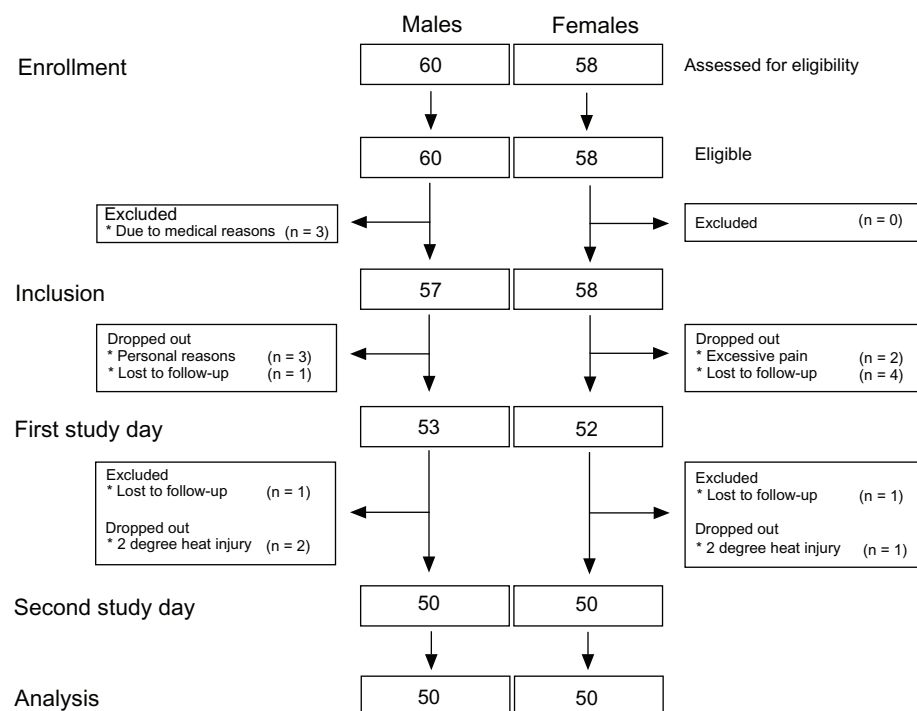 Males Females
Enrollment 60 58 Assessed for eligibility
60 58 Eligible
Excluded
* Due to medical reasons (n = 3)
Excluded (n = 0)
Inclusion 57 58
Dropped out
* Personal reasons (n = 3)
* Lost to follow-up (n = 1)
Dropped out
* Excessive pain (n = 2)
* Lost to follow-up (n = 4)
First study day 53 52
Excluded
* Lost to follow-up (n = 1)
Dropped out
* 2 degree heat injury (n = 2)
Excluded
* Lost to follow-up (n = 1)
Dropped out
* 2 degree heat injury (n = 1)
Second study day 50 50
Analysis 50 50